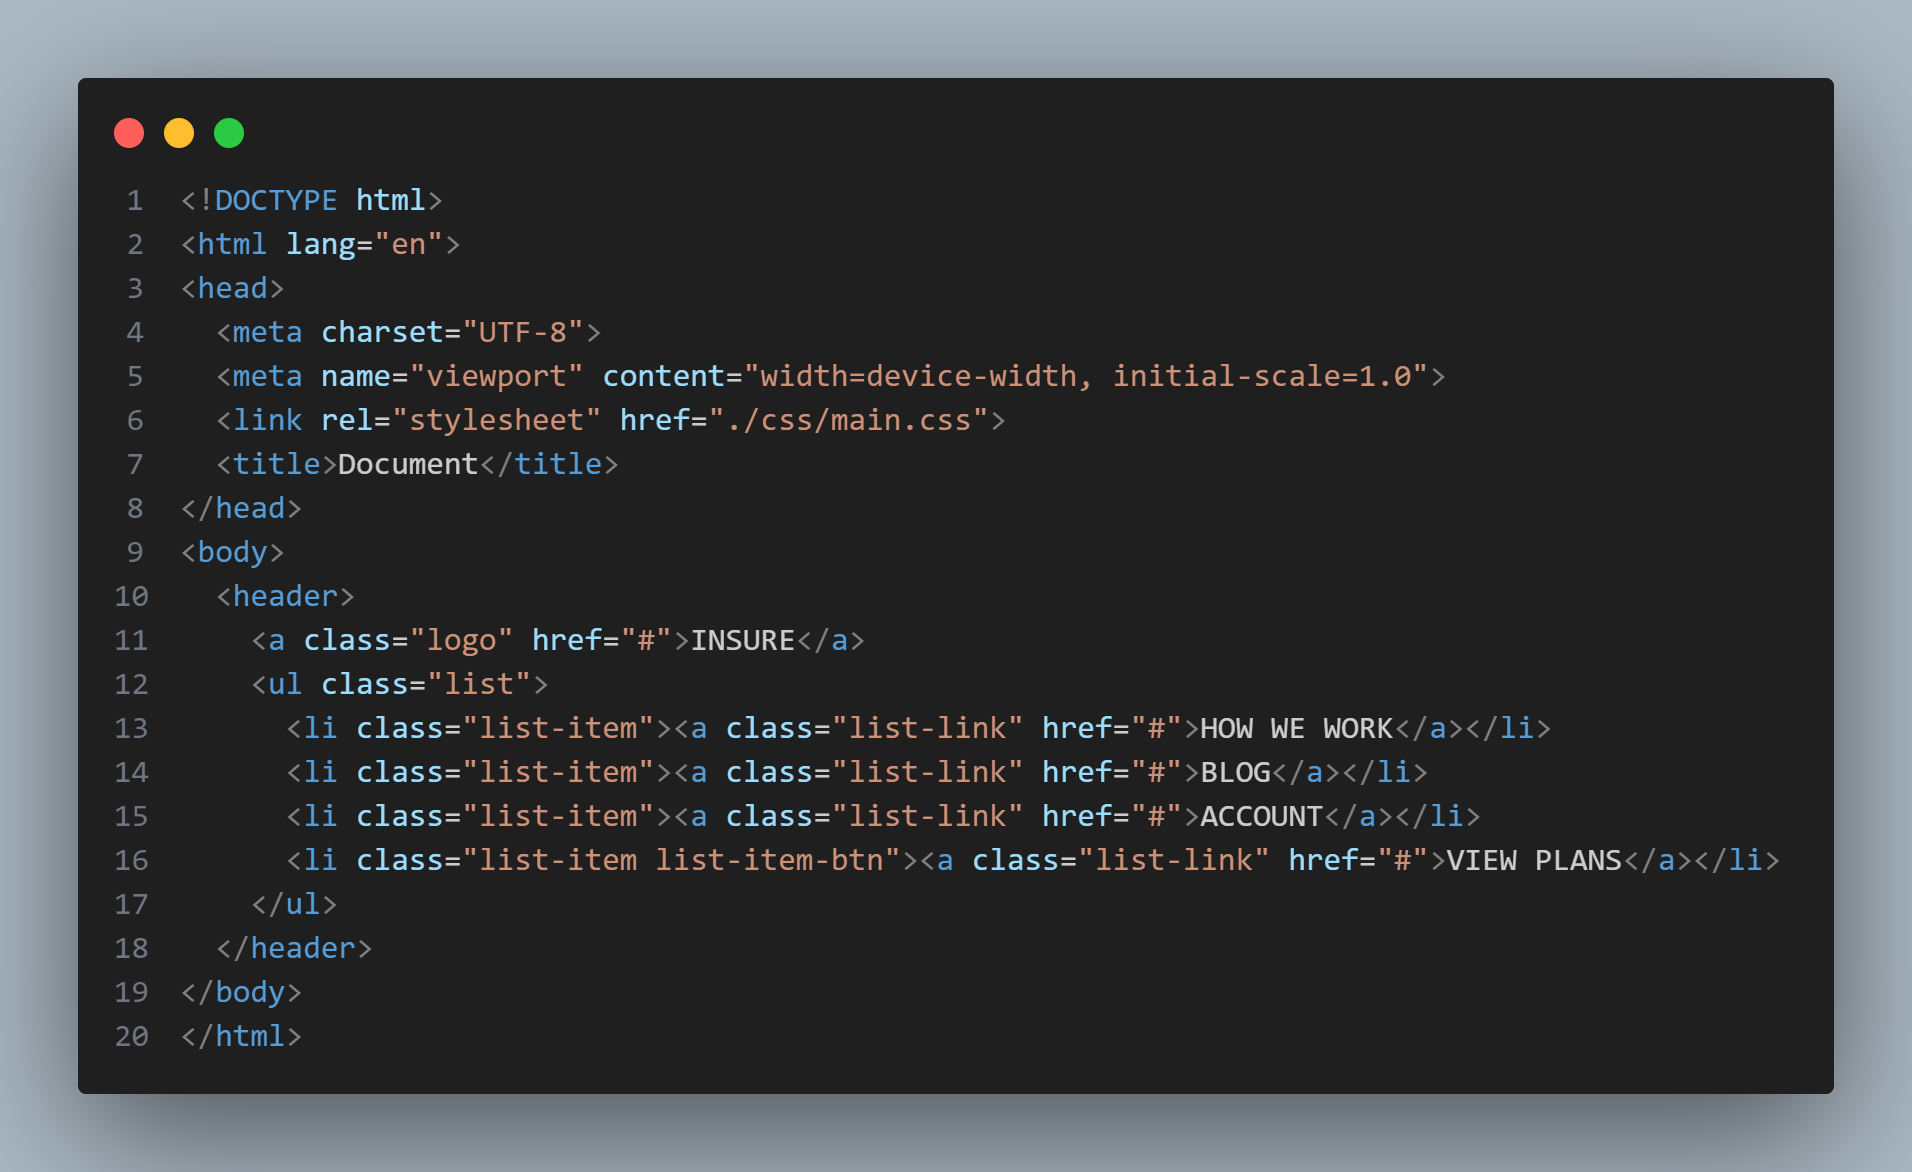 1 <!DOCTYPE html>
2 <html lang="en">
3 <head>
4   <meta charset="UTF-8">
5   <meta name="viewport" content="width=device-width, initial-scale=1.0">
6   <link rel="stylesheet" href="./css/main.css">
7   <title>Document</title>
8 </head>
9 <body>
10   <header>
11     <a class="logo" href="#">INSURE</a>
12     <ul class="list">
13       <li class="list-item"><a class="list-link" href="#">HOW WE WORK</a></li>
14       <li class="list-item"><a class="list-link" href="#">BLOG</a></li>
15       <li class="list-item"><a class="list-link" href="#">ACCOUNT</a></li>
16       <li class="list-item list-item-btn"><a class="list-link" href="#">VIEW PLANS</a></li>
17     </ul>
18   </header>
19 </body>
20 </html>